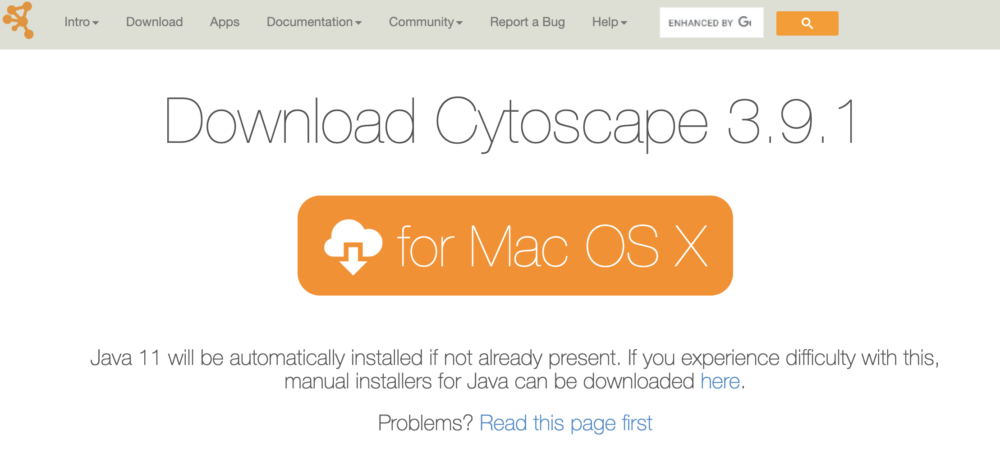 Intro Download Apps Documentation Community Report a Bug Help ENHANCED BY
Download Cytoscape 3.9.1
for Mac OS X
Java 11 will be automatically installed if not already present. If you experience difficulty with this,
manual installers for Java can be downloaded here.
Problems? Read this page first